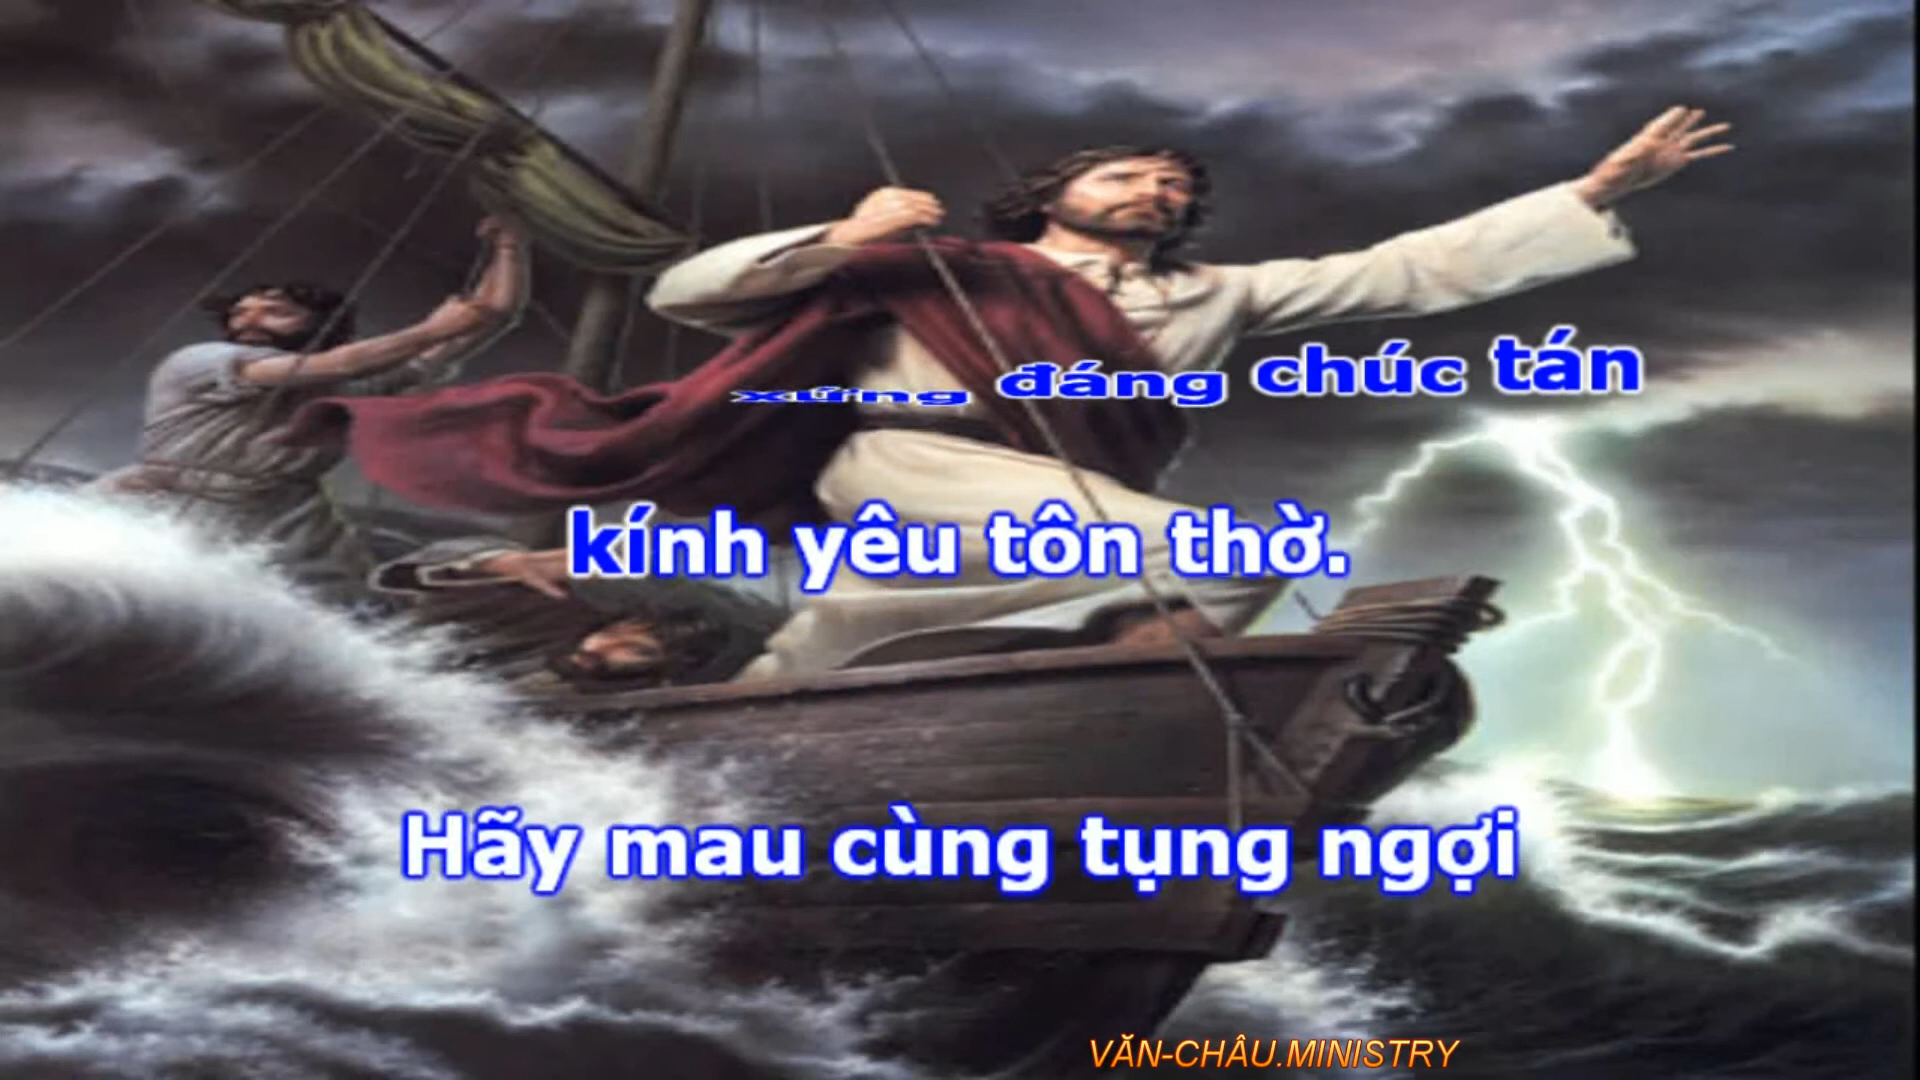 xứng đáng chúc tán
kính yêu tôn thờ.
Hãy mau cùng tụng ngợi
VĂN-CHÂU.MINISTRY